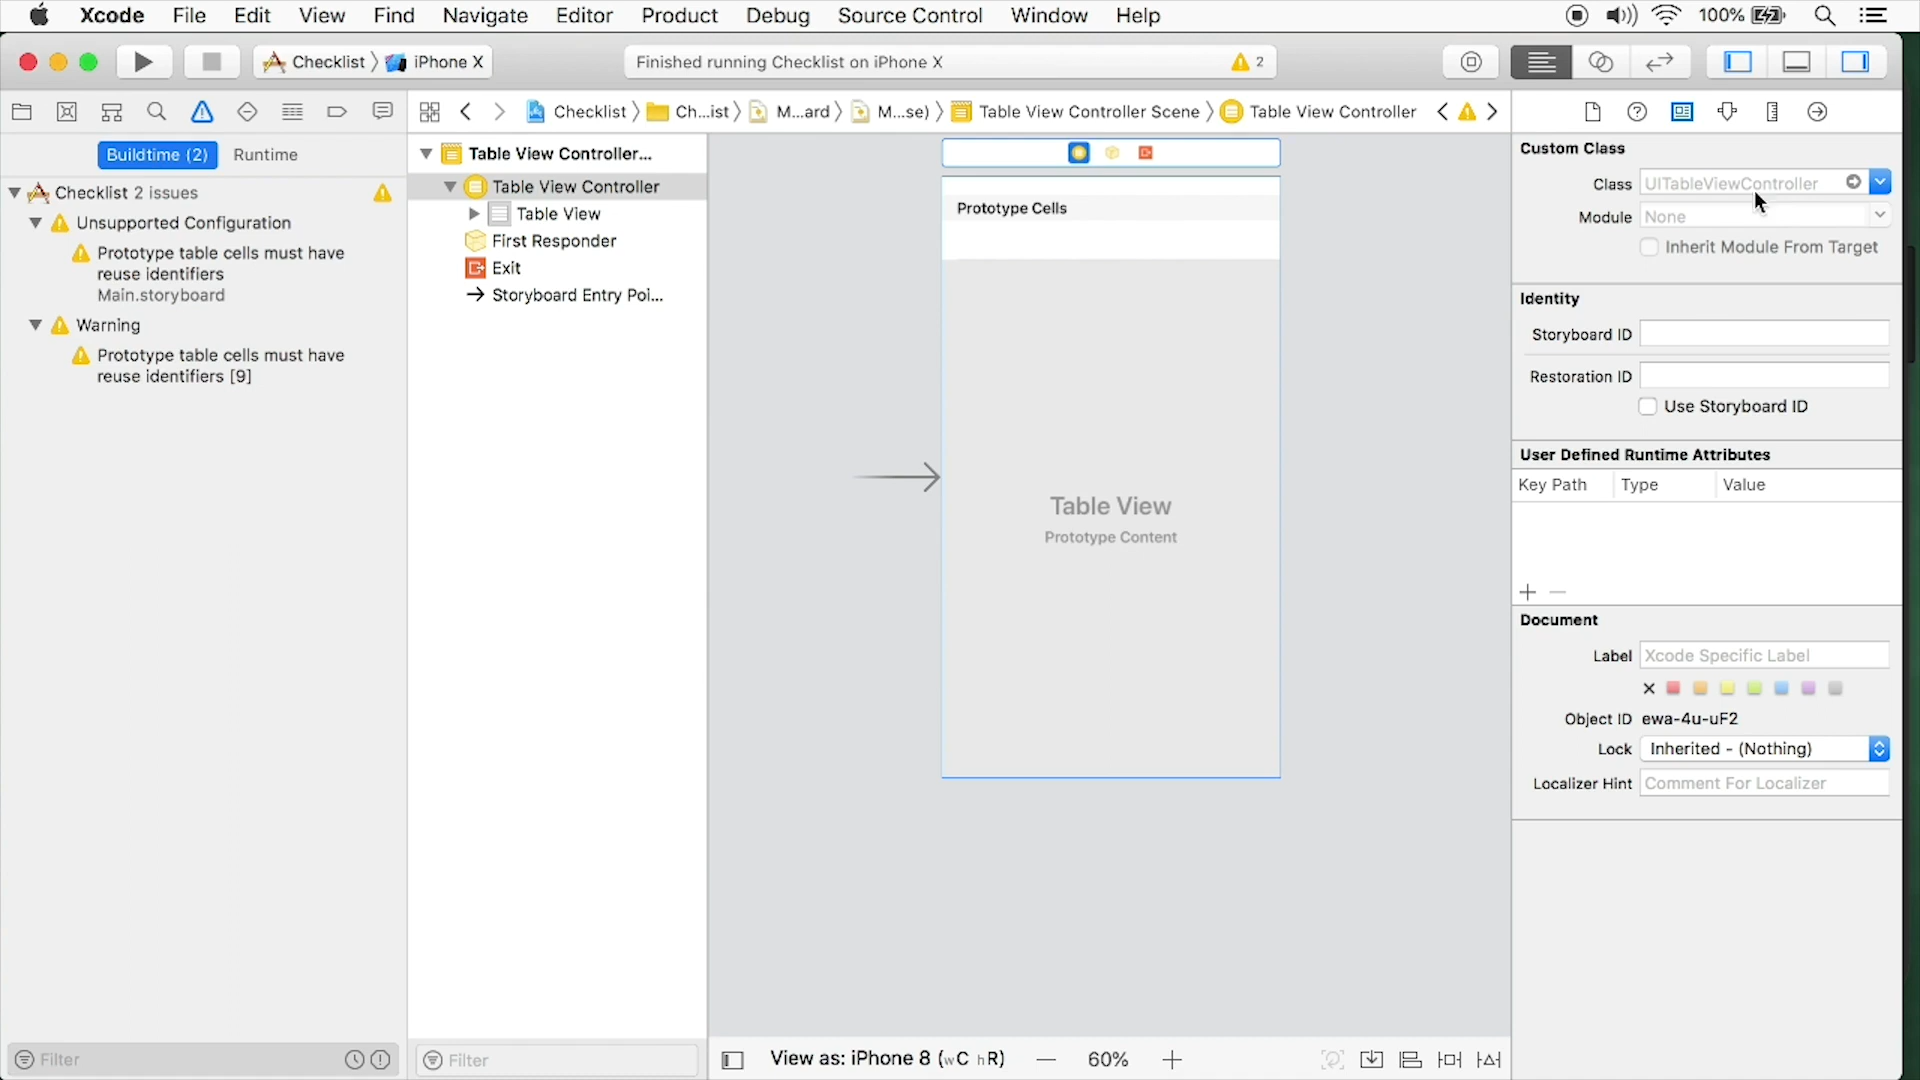 Xcode File Edit View Find Navigate Editor Product Debug Source Control Window Help 100%
Checklist iPhone X
Finished running Checklist on iPhone X 2
Checklist Ch...ist M...ard M...se) Table View Controller Scene Table View Controller
Buildtime (2) Runtime
Checklist 2 issues
Unsupported Configuration
Prototype table cells must have
reuse identifiers
Main.storyboard
Warning
Prototype table cells must have
reuse identifiers [9]
Filter
Table View Controller...
Table View Controller
Table View
First Responder
Exit
Storyboard Entry Poi...
Filter
Prototype Cells
Table View
Prototype Content
View as: iPhone 8 (wC hR) 60%
Custom Class
Class UITableViewController
Module None
Inherit Module From Target
Identity
Storyboard ID
Restoration ID
Use Storyboard ID
User Defined Runtime Attributes
Key Path Type Value
Document
Label Xcode Specific Label
Object ID ewa-4u-uF2
Lock Inherited - (Nothing)
Localizer Hint Comment For Localizer